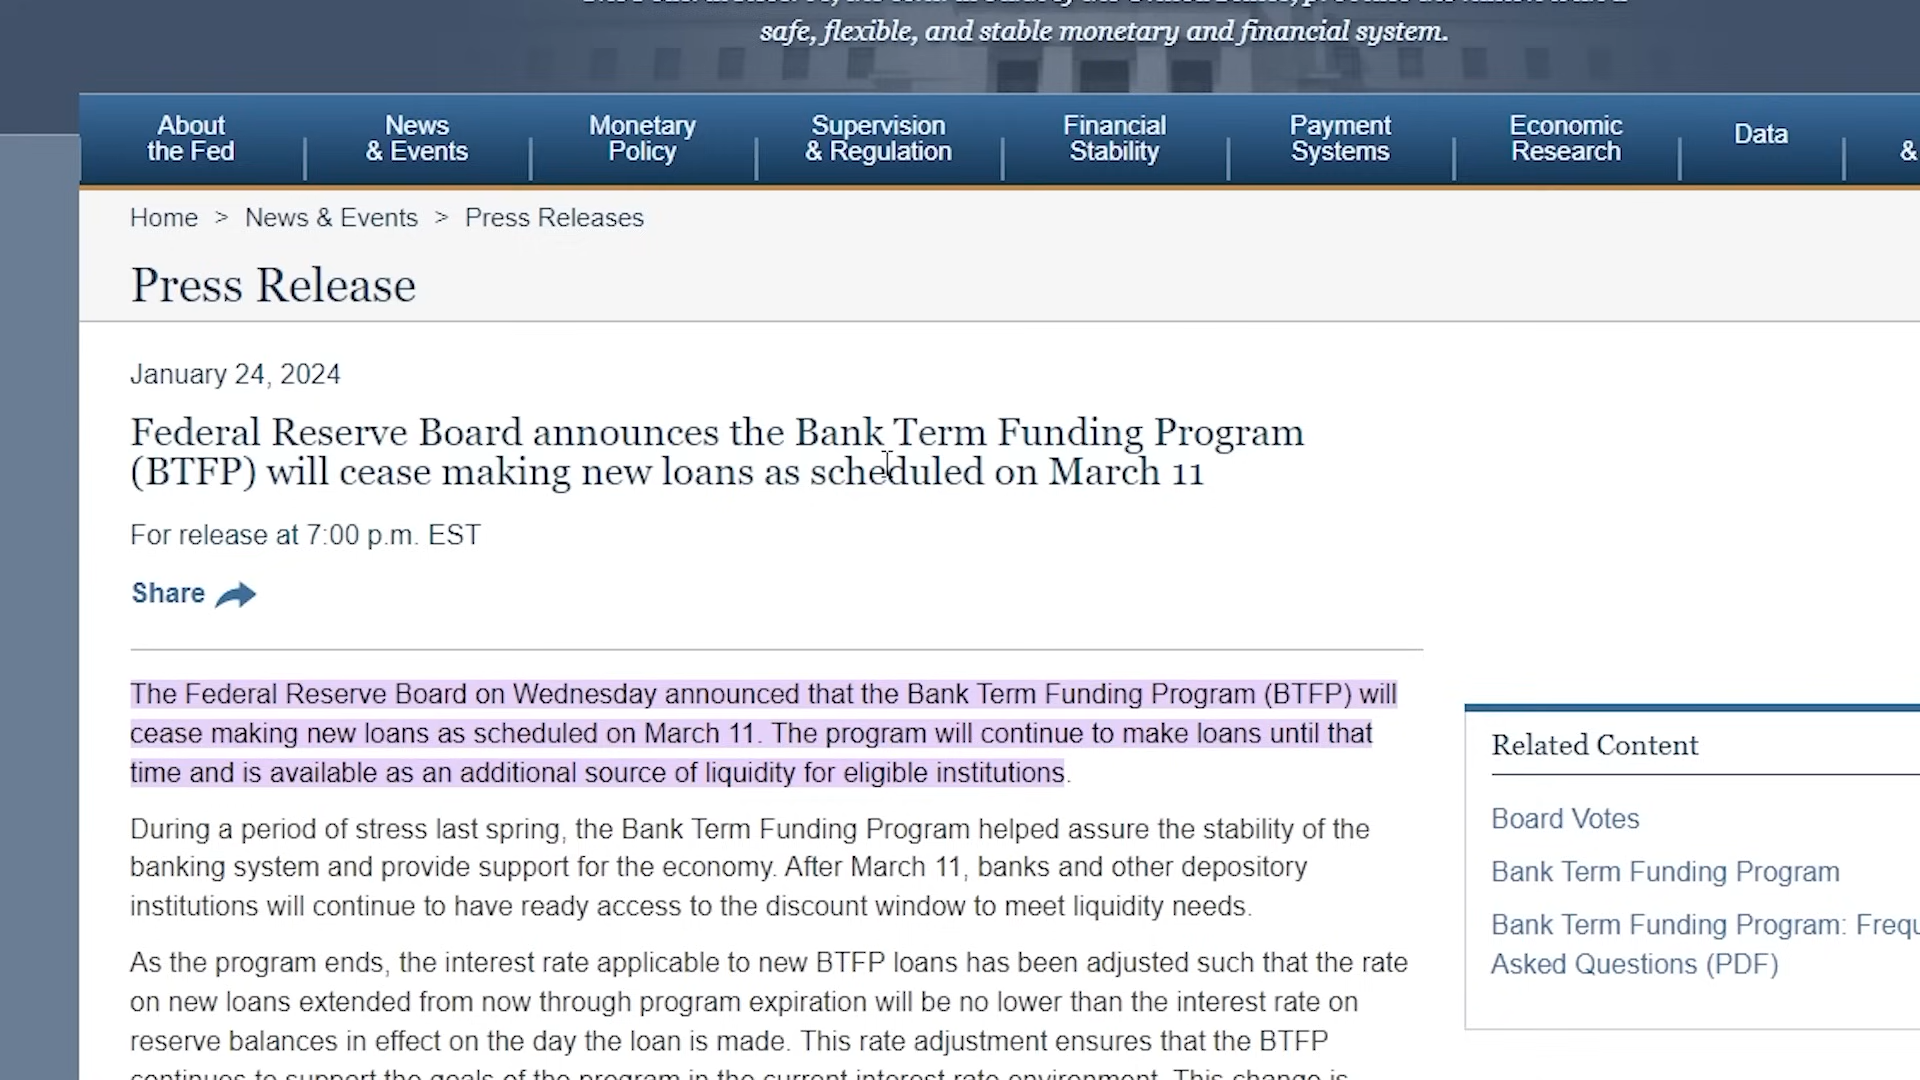 safe, flexible, and stable monetary and financial system.
About the Fed
News & Events
Monetary Policy
Supervision & Regulation
Financial Stability
Payment Systems
Economic Research
Data
&
Home > News & Events > Press Releases
Press Release
January 24, 2024
Federal Reserve Board announces the Bank Term Funding Program
(BTFP) will cease making new loans as scheduled on March 11
For release at 7:00 p.m. EST
Share
The Federal Reserve Board on Wednesday announced that the Bank Term Funding Program (BTFP) will
cease making new loans as scheduled on March 11. The program will continue to make loans until that
time and is available as an additional source of liquidity for eligible institutions.
During a period of stress last spring, the Bank Term Funding Program helped assure the stability of the
banking system and provide support for the economy. After March 11, banks and other depository
institutions will continue to have ready access to the discount window to meet liquidity needs.
As the program ends, the interest rate applicable to new BTFP loans has been adjusted such that the rate
on new loans extended from now through program expiration will be no lower than the interest rate on
reserve balances in effect on the day the loan is made. This rate adjustment ensures that the BTFP
continues to support the goals of the program in the current interest rate environment. This change is
Related Content
Board Votes
Bank Term Funding Program
Bank Term Funding Program: Frequ
Asked Questions (PDF)